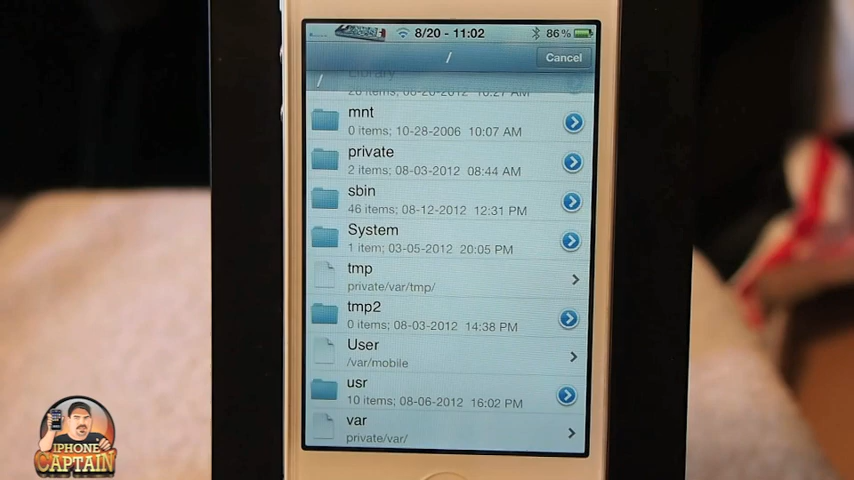 8/20 - 11:02
86%
/
Cancel
/
Library
mnt
0 items; 10-28-2006 10:07 AM
private
2 items; 08-03-2012 08:44 AM
sbin
46 items; 08-12-2012 12:31 PM
System
1 item; 03-05-2012 20:05 PM
tmp
private/var/tmp/
tmp2
0 items; 08-03-2012 14:38 PM
User
/var/mobile
usr
10 items; 08-06-2012 16:02 PM
var
private/var/
IPHONE
CAPTAIN